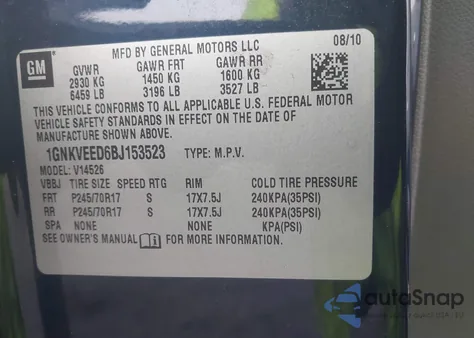 GM
MFD BY GENERAL MOTORS LLC 08/10
GVWR GAWR FRT GAWR RR
2930 KG 1450 KG 1600 KG
6459 LB 3196 LB 3527 LB
THIS VEHICLE CONFORMS TO ALL APPLICABLE U.S. FEDERAL MOTOR
VEHICLE SAFETY STANDARDS IN EFFECT ON THE DATE OF
MANUFACTURE SHOWN ABOVE.
1GNKVEED6BJ153523 TYPE: M.P.V.
MODEL: V14526
VBBJ TIRE SIZE SPEED RTG RIM COLD TIRE PRESSURE
FRT P245/70R17 S 17X7.5J 240KPA(35PSI)
RR P245/70R17 S 17X7.5J 240KPA(35PSI)
SPA NONE NONE KPA(PSI)
SEE OWNER'S MANUAL FOR MORE INFORMATION.
autoSnap